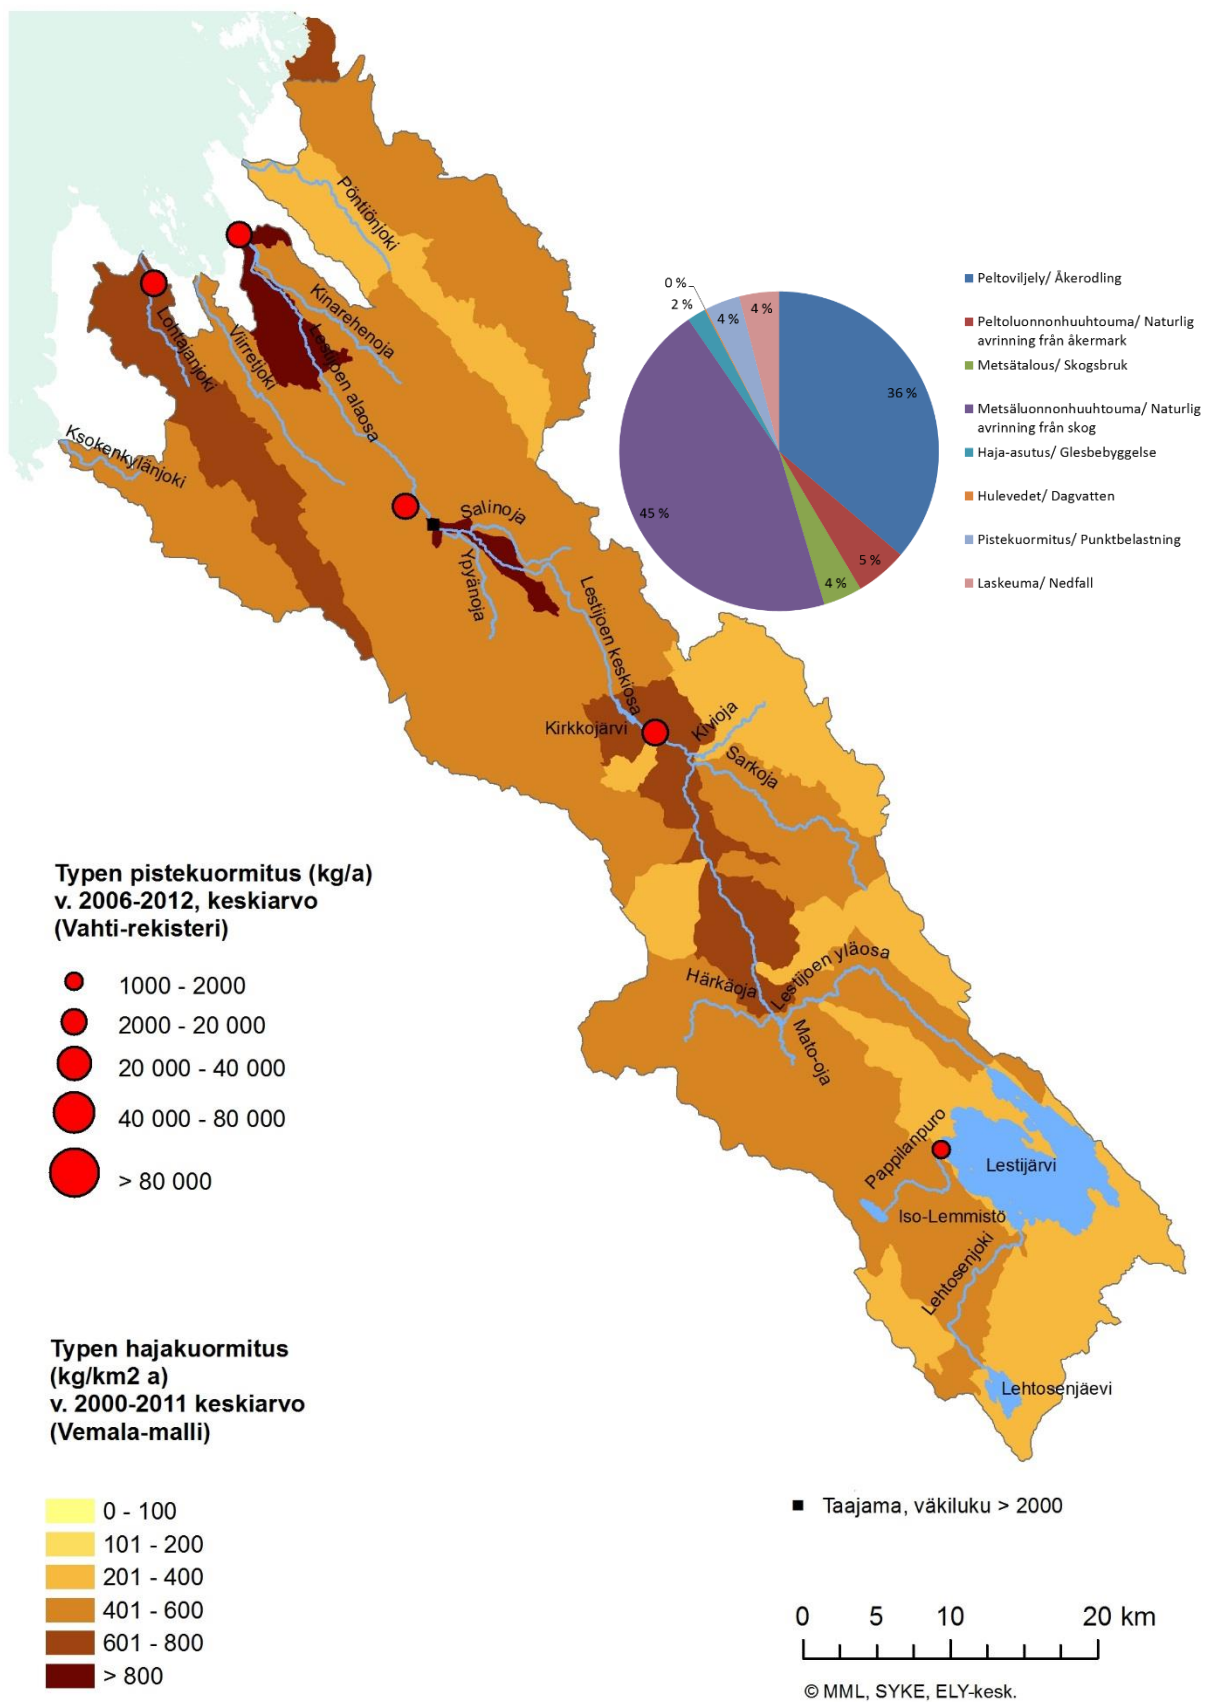 Pöntiönjoki
Kinarehenoja
Lestijoen alaosa
Lohtajanjoki
Viirretjoki
Ksokenkylänjoki
Salinoja
Ypyänoja
Lestijoen keskiosa
Kirkkojärvi
Kivioja
Sarkoja
Härkäoja
Lestijoen yläosa
Mato-oja
Pappilanpuro
Lestijärvi
Iso-Lemmistö
Lehtosenjoki
Lehtosenjäevi
0 %
2 %
4 %
4 %
36 %
45 %
5 %
4 %
Peltoviljely/ Åkerodling
Peltoluonnonhuuhtouma/ Naturlig
avrinning från åkermark
Metsätalous/ Skogsbruk
Metsäluonnonhuuhtouma/ Naturlig
avrinning från skog
Haja-asutus/ Glesbebyggelse
Hulevedet/ Dagvatten
Pistekuormitus/ Punktbelastning
Laskeuma/ Nedfall
Typen pistekuormitus (kg/a)
v. 2006-2012, keskiarvo
(Vahti-rekisteri)
1000 - 2000
2000 - 20 000
20 000 - 40 000
40 000 - 80 000
> 80 000
Typen hajakuormitus
(kg/km2 a)
v. 2000-2011 keskiarvo
(Vemala-malli)
0 - 100
101 - 200
201 - 400
401 - 600
601 - 800
> 800
Taajama, väkiluku > 2000
0 5 10 20 km
© MML, SYKE, ELY-kesk.